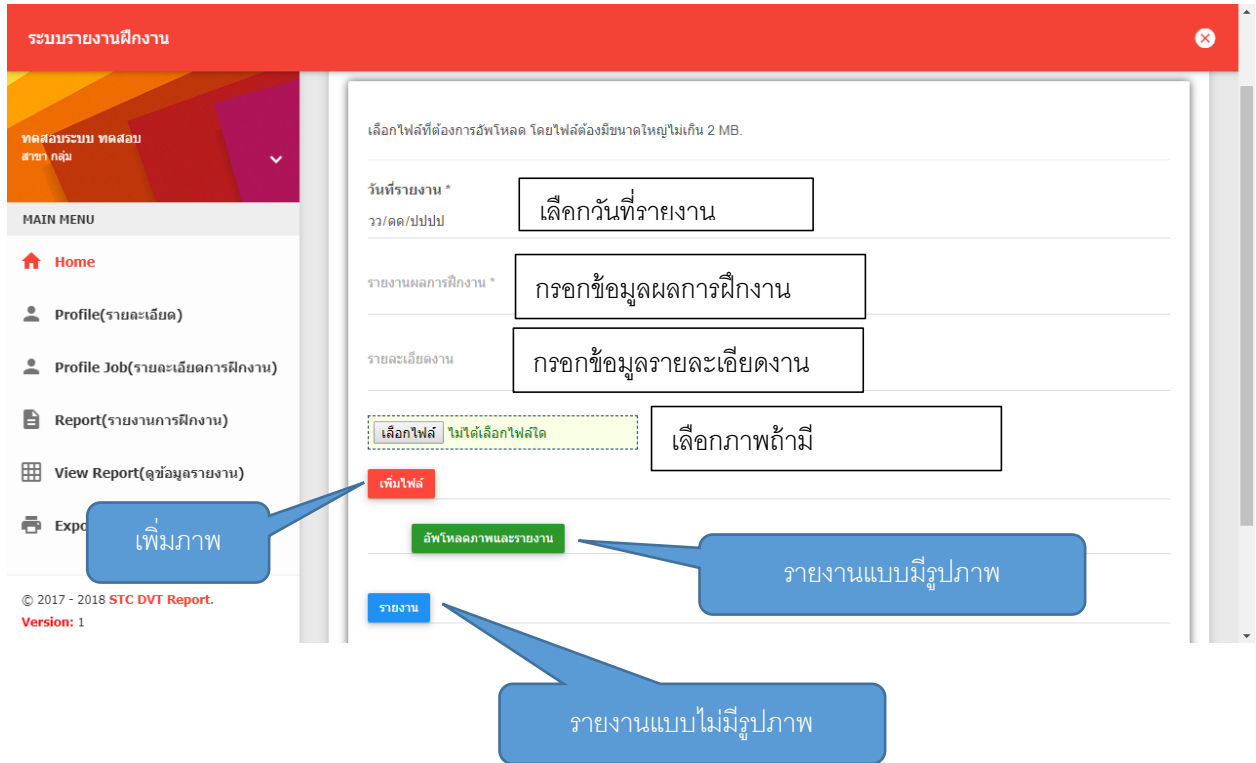 ระบบรายงานฝึกงาน
ทดสอบระบบ ทดสอบ
สาขา กลุ่ม
MAIN MENU
Home
Profile(รายละเอียด)
Profile Job(รายละเอียดการฝึกงาน)
Report(รายงานการฝึกงาน)
View Report(ดูข้อมูลรายงาน)
เพิ่มภาพ
© 2017 - 2018 STC DVT Report.
Version: 1
เลือกไฟล์ที่ต้องการอัพโหลด โดยไฟล์ต้องมีขนาดใหญ่ไม่เกิน 2 MB.
วันที่รายงาน *
วว/ดด/ปปปป
เลือกวันที่รายงาน
รายงานผลการฝึกงาน *
กรอกข้อมูลผลการฝึกงาน
รายละเอียดงาน
กรอกข้อมูลรายละเอียดงาน
เลือกไฟล์ ไม่ได้เลือกไฟล์ใด
เลือกภาพถ้ามี
เพิ่มไฟล์
อัพโหลดภาพและรายงาน
รายงานแบบมีรูปภาพ
รายงาน
รายงานแบบไม่มีรูปภาพ